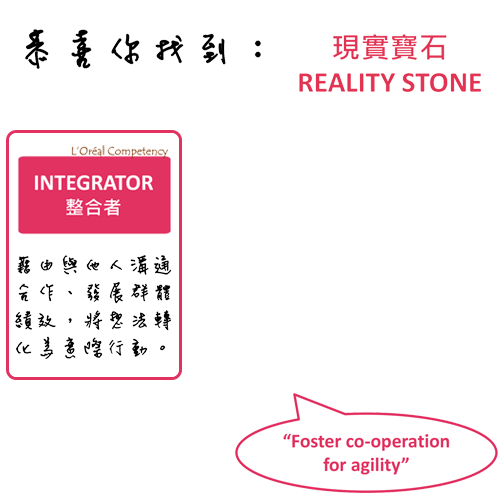 恭喜你找到：
現實寶石
REALITY STONE
L'Oréal Competency
INTEGRATOR
整合者
藉由與他人溝通
合作、發展群體
績效，將想法轉
化為意際行動。
“Foster co-operation
for agility”